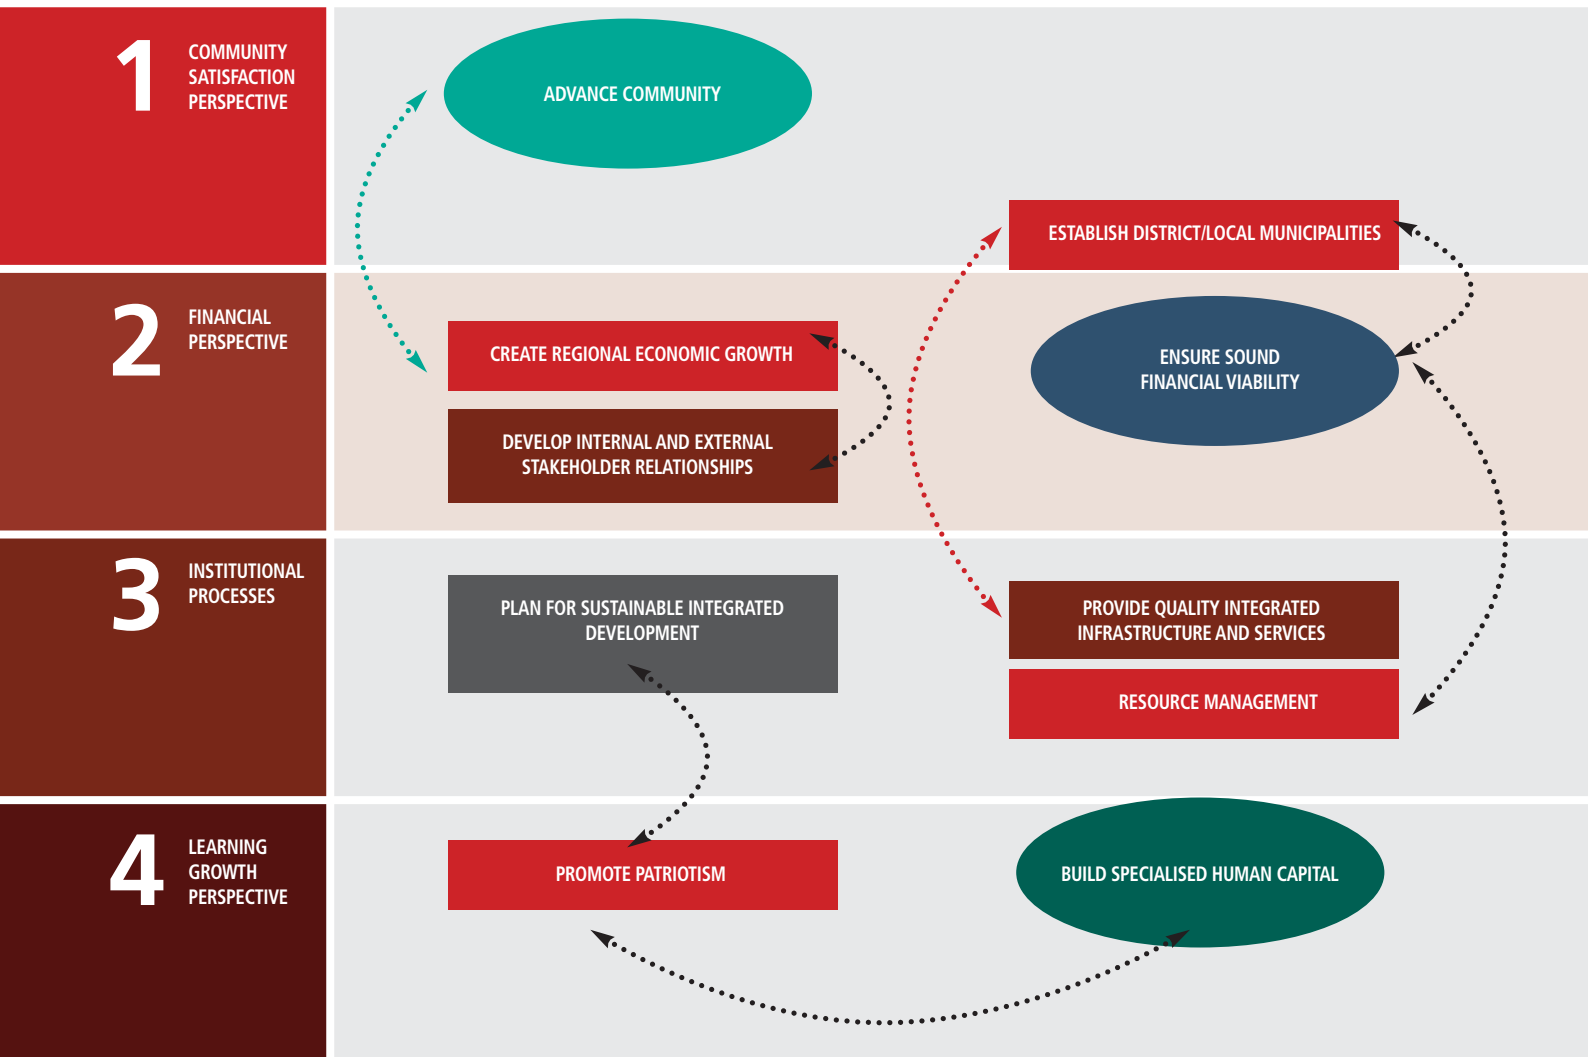 1
COMMUNITY
SATISFACTION
PERSPECTIVE
ADVANCE COMMUNITY
ESTABLISH DISTRICT/LOCAL MUNICIPALITIES
2
FINANCIAL
PERSPECTIVE
CREATE REGIONAL ECONOMIC GROWTH
DEVELOP INTERNAL AND EXTERNAL
STAKEHOLDER RELATIONSHIPS
ENSURE SOUND
FINANCIAL VIABILITY
3
INSTITUTIONAL
PROCESSES
PLAN FOR SUSTAINABLE INTEGRATED
DEVELOPMENT
PROVIDE QUALITY INTEGRATED
INFRASTRUCTURE AND SERVICES
RESOURCE MANAGEMENT
4
LEARNING
GROWTH
PERSPECTIVE
PROMOTE PATRIOTISM
BUILD SPECIALISED HUMAN CAPITAL